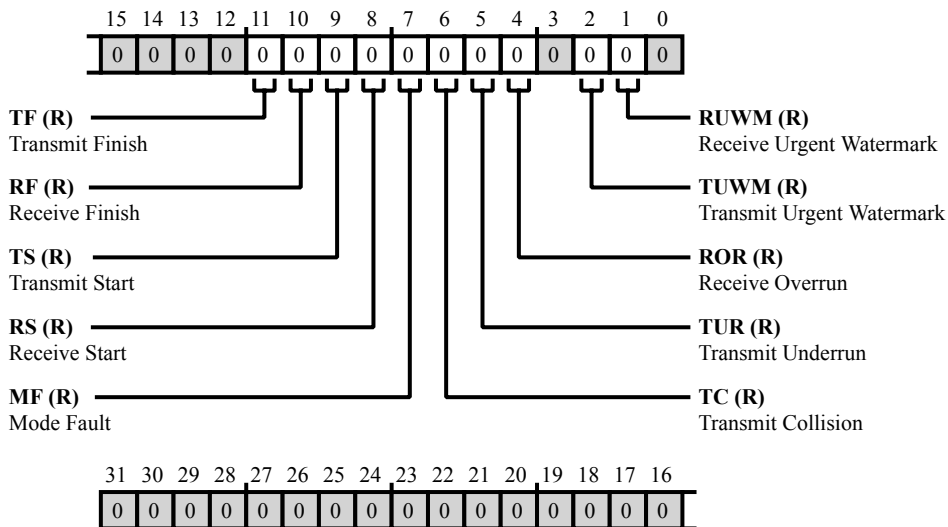 15 14 13 12 11 10 9 8 7 6 5 4 3 2 1 0
0 0 0 0 0 0 0 0 0 0 0 0 0 0 0 0
TF (R)
Transmit Finish
RF (R)
Receive Finish
TS (R)
Transmit Start
RS (R)
Receive Start
MF (R)
Mode Fault
RUWM (R)
Receive Urgent Watermark
TUWM (R)
Transmit Urgent Watermark
ROR (R)
Receive Overrun
TUR (R)
Transmit Underrun
TC (R)
Transmit Collision
31 30 29 28 27 26 25 24 23 22 21 20 19 18 17 16
0 0 0 0 0 0 0 0 0 0 0 0 0 0 0 0